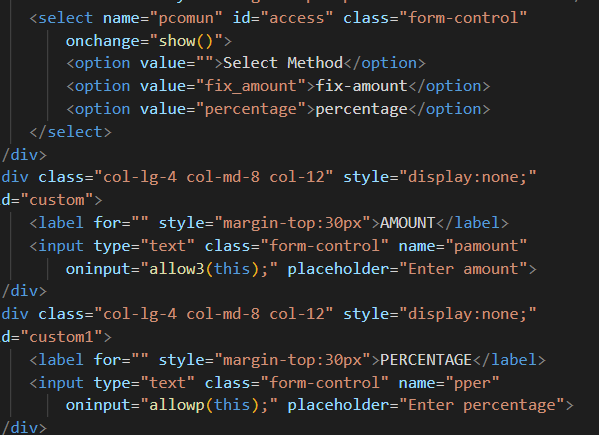 <select name="pcomun" id="access" class="form-control"
onchange="show()">
<option value="">Select Method</option>
<option value="fix_amount">fix-amount</option>
<option value="percentage">percentage</option>
</select>
/div>
div class="col-lg-4 col-md-8 col-12" style="display:none;"
d="custom">
<label for="" style="margin-top:30px">AMOUNT</label>
<input type="text" class="form-control" name="pamount"
oninput="allow3(this);" placeholder="Enter amount">
/div>
div class="col-lg-4 col-md-8 col-12" style="display:none;"
d="custom1">
<label for="" style="margin-top:30px">PERCENTAGE</label>
<input type="text" class="form-control" name="pper"
oninput="allowp(this);" placeholder="Enter percentage">
/div>